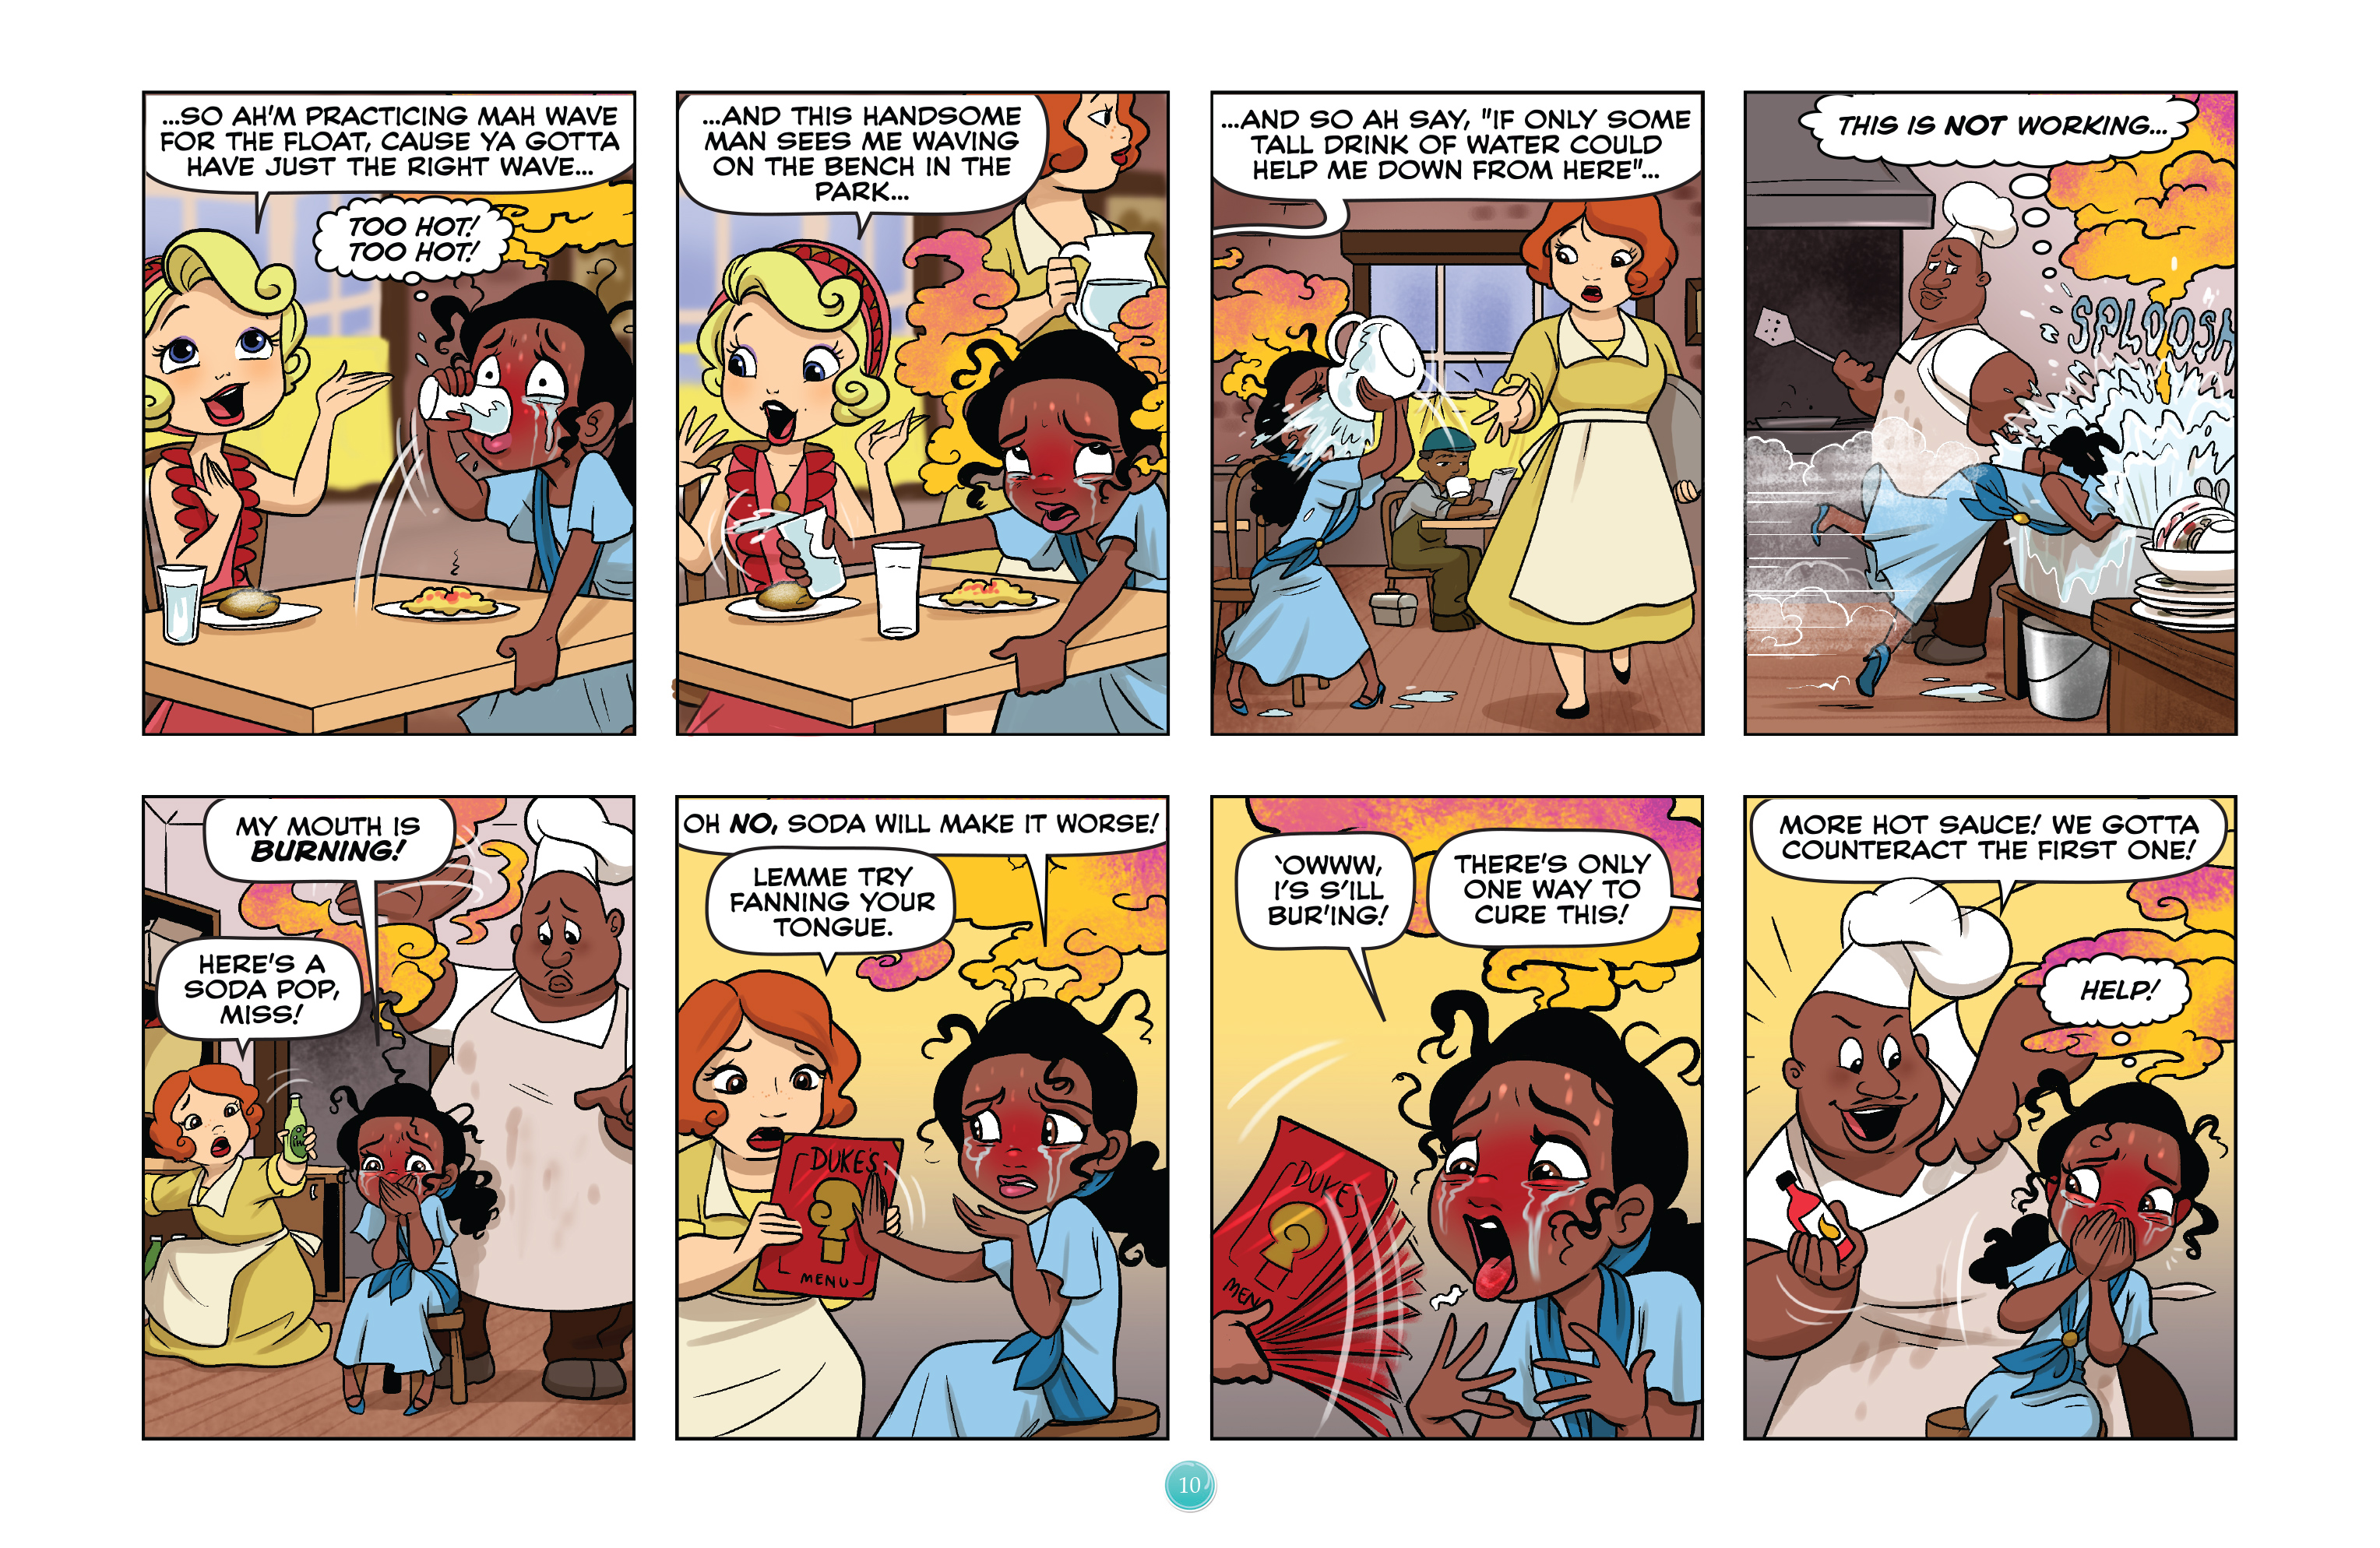 ...SO AH'M PRACTICING MAH WAVE
FOR THE FLOAT, CAUSE YA GOTTA
HAVE JUST THE RIGHT WAVE...
TOO HOT!
TOO HOT!
...AND THIS HANDSOME
MAN SEES ME WAVING
ON THE BENCH IN THE
PARK...
...AND SO AH SAY, "IF ONLY SOME
TALL DRINK OF WATER COULD
HELP ME DOWN FROM HERE"...
THIS IS NOT WORKING...
SPLOOSH
MY MOUTH IS
BURNING!
HERE'S A
SODA POP,
MISS!
OH NO, SODA WILL MAKE IT WORSE!
LEMME TRY
FANNING YOUR
TONGUE.
DUKE'S
MENU
'OWWW,
I'S S'ILL
BUR'ING!
THERE'S ONLY
ONE WAY TO
CURE THIS!
DUKE'S
MENU
MORE HOT SAUCE! WE GOTTA
COUNTERACT THE FIRST ONE!
HELP!
10